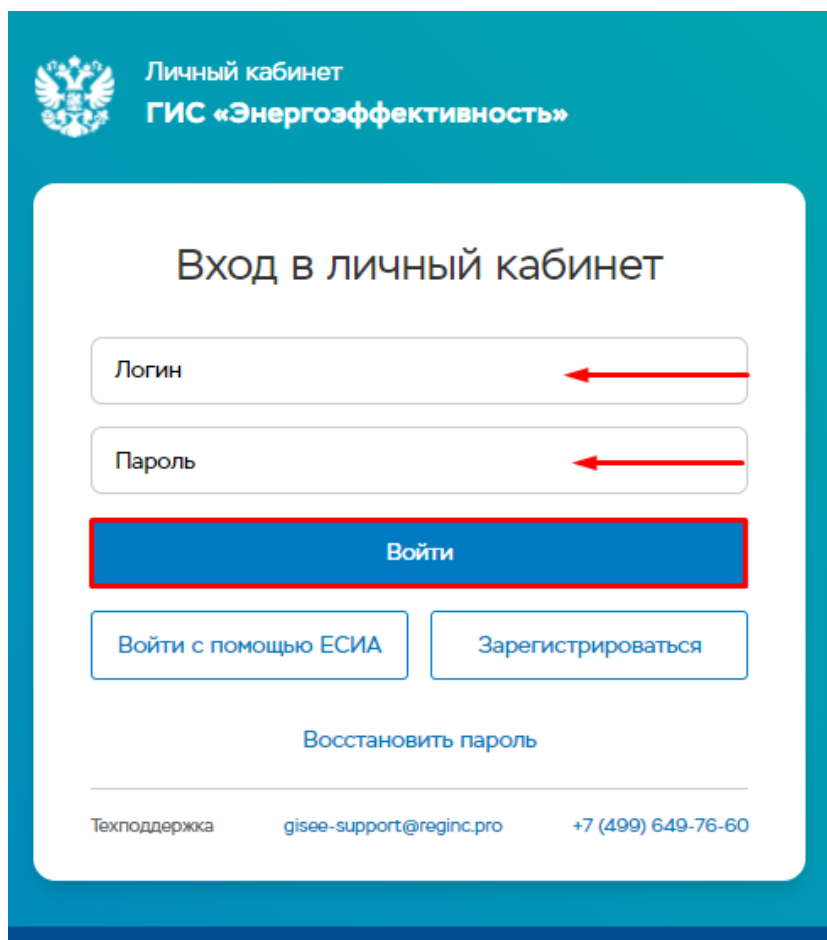 Личный кабинет
ГИС «Энергоэффективность»
Вход в личный кабинет
Логин
Пароль
Войти
Войти с помощью ЕСИА
Зарегистрироваться
Восстановить пароль
Техподдержка gisee-support@reginc.pro +7 (499) 649-76-60